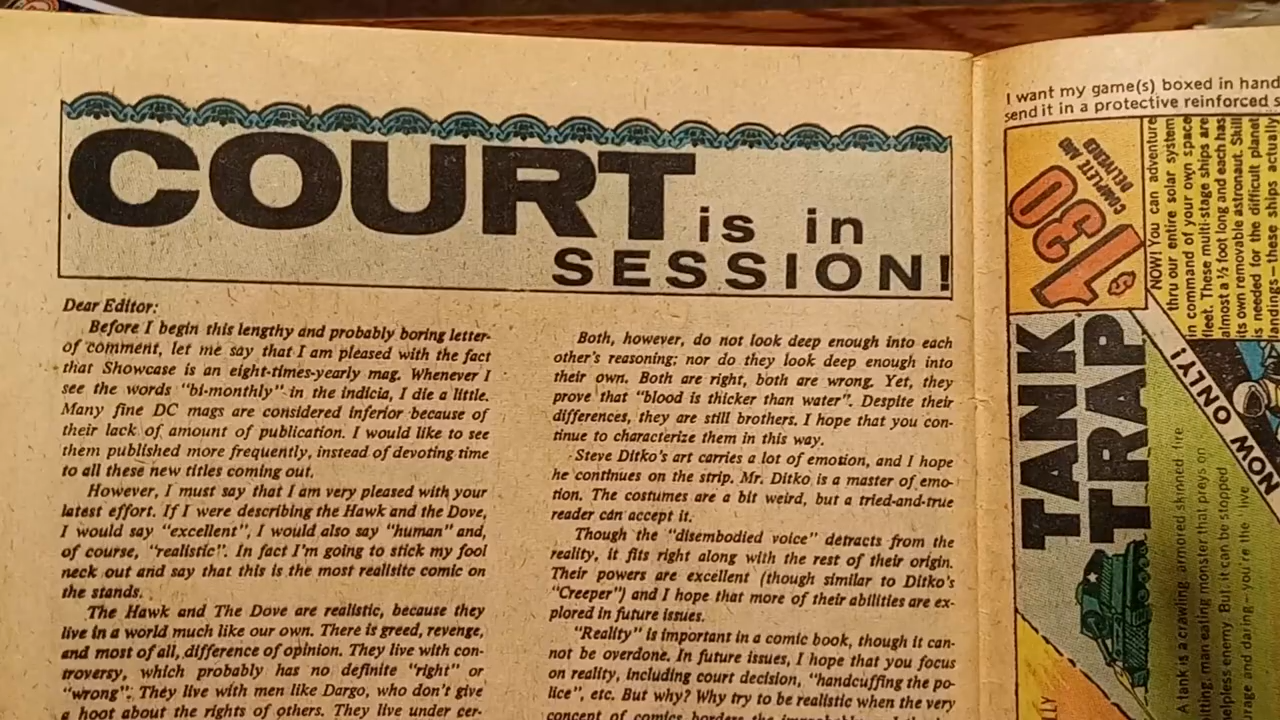 COURT is in
SESSION!
Dear Editor:
Before I begin this lengthy and probably boring letter-
of comment, let me say that I am pleased with the fact
that Showcase is an eight-times-yearly mag. Whenever I
see the words "bi-monthly" in the indicia, I die a little.
Many fine DC mags are considered inferior because of
their lack of amount of publication. I would like to see
them published more frequently, instead of devoting time
to all these new titles coming out.
However, I must say that I am very pleased with your
latest effort. If I were describing the Hawk and the Dove,
I would say "excellent", I would also say "human" and,
of course, "realistic". In fact I'm going to stick my fool
neck out and say that this is the most realisitc comic on
the stands.
The Hawk and The Dove are realistic, because they
live in a world much like our own. There is greed, revenge,
and most of all, difference of opinion. They live with con-
troversy, which probably has no definite "right" or
"wrong". They live with men like Dargo, who don't give
a hoot about the rights of others. They live under cer-
Both, however, do not look deep enough into each
other's reasoning; nor do they look deep enough into
their own. Both are right, both are wrong. Yet, they
prove that "blood is thicker than water". Despite their
differences, they are still brothers. I hope that you con-
tinue to characterize them in this way.
Steve Ditko's art carries a lot of emotion, and I hope
he continues on the strip. Mr. Ditko is a master of emo-
tion. The costumes are a bit weird, but a tried-and-true
reader can accept it.
Though the "disembodied voice" detracts from the
reality, it fits right along with the rest of their origin.
Their powers are excellent (though similar to Ditko's
"Creeper") and I hope that more of their abilities are ex-
plored in future issues.
"Reality" is important in a comic book, though it can-
not be overdone. In future issues, I hope that you focus
on reality, including court decision, "handcuffing the po-
lice", etc. But why? Why try to be realistic when the very
concept of comics borders the
I want my game(s) boxed in hand
send it in a protective reinforced s
$130
COMPLETE AND
DELIVERED
NOW! You can adventure
thru our entire solar system
in command of your own space
fleet. These multi-stage ships are
almost a ½ foot long and each has
its own removable astronaut. Skill
is needed for the difficult planet
landings—these ships actually
NOW ONLY!
TANK
TRAP
A tank is a crawling, armored skinned, fire
itting, man eating monster that preys on
elpless enemy. But, it can be stopped
rage and daring—you're the "live